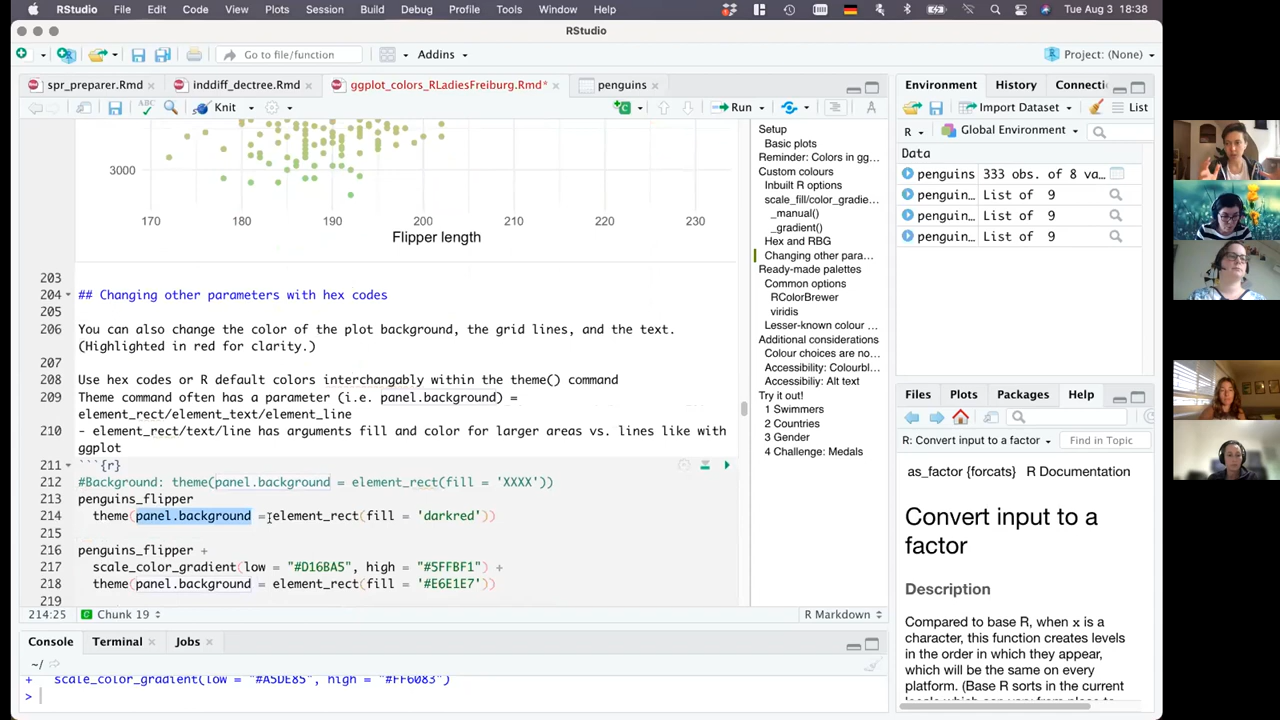 RStudio File Edit Code View Plots Session Build Debug Profile Tools Window Help Tue Aug 3 18:38
RStudio
Go to file/function Addins Project: (None)
spr_preparer.Rmd inddiff_dectree.Rmd ggplot_colors_RLadiesFreiburg.Rmd* penguins
Knit Run
3000
170 180 190 200 210 220 230
Flipper length
203
204 ## Changing other parameters with hex codes
205
206 You can also change the color of the plot background, the grid lines, and the text.
(Highlighted in red for clarity.)
207
208 Use hex codes or R default colors interchangably within the theme() command
209 Theme command often has a parameter (i.e. panel.background) =
element_rect/element_text/element_line
210 - element_rect/text/line has arguments fill and color for larger areas vs. lines like with
ggplot
211 ```{r}
212 #Background: theme(panel.background = element_rect(fill = 'XXXX'))
213 penguins_flipper
214 theme(panel.background = element_rect(fill = 'darkred'))
215
216 penguins_flipper +
217 scale_color_gradient(low = "#D16BA5", high = "#5FFBF1") +
218 theme(panel.background = element_rect(fill = '#E6E1E7'))
219
214:25 Chunk 19 R Markdown
Setup
Basic plots
Reminder: Colors in gg...
Custom colours
Inbuilt R options
scale_fill/color_gradie...
_manual()
_gradient()
Hex and RBG
Changing other para...
Ready-made palettes
Common options
RColorBrewer
viridis
Lesser-known colour ...
Additional considerations
Colour choices are no...
Accessibility: Colourbl...
Accessibility: Alt text
Try it out!
1 Swimmers
2 Countries
3 Gender
4 Challenge: Medals
Console Terminal Jobs
~/
+ scale_color_gradient(low = "#A5DE85", high = "#FF6083")
>
Environment History Connecti
Import Dataset List
R Global Environment
Data
penguins 333 obs. of 8 va...
penguin... List of 9
penguin... List of 9
penguin... List of 9
Files Plots Packages Help
R: Convert input to a factor Find in Topic
as_factor {forcats} R Documentation
Convert input to a
factor
Description
Compared to base R, when x is a
character, this function creates levels
in the order in which they appear,
which will be the same on every
platform. (Base R sorts in the current